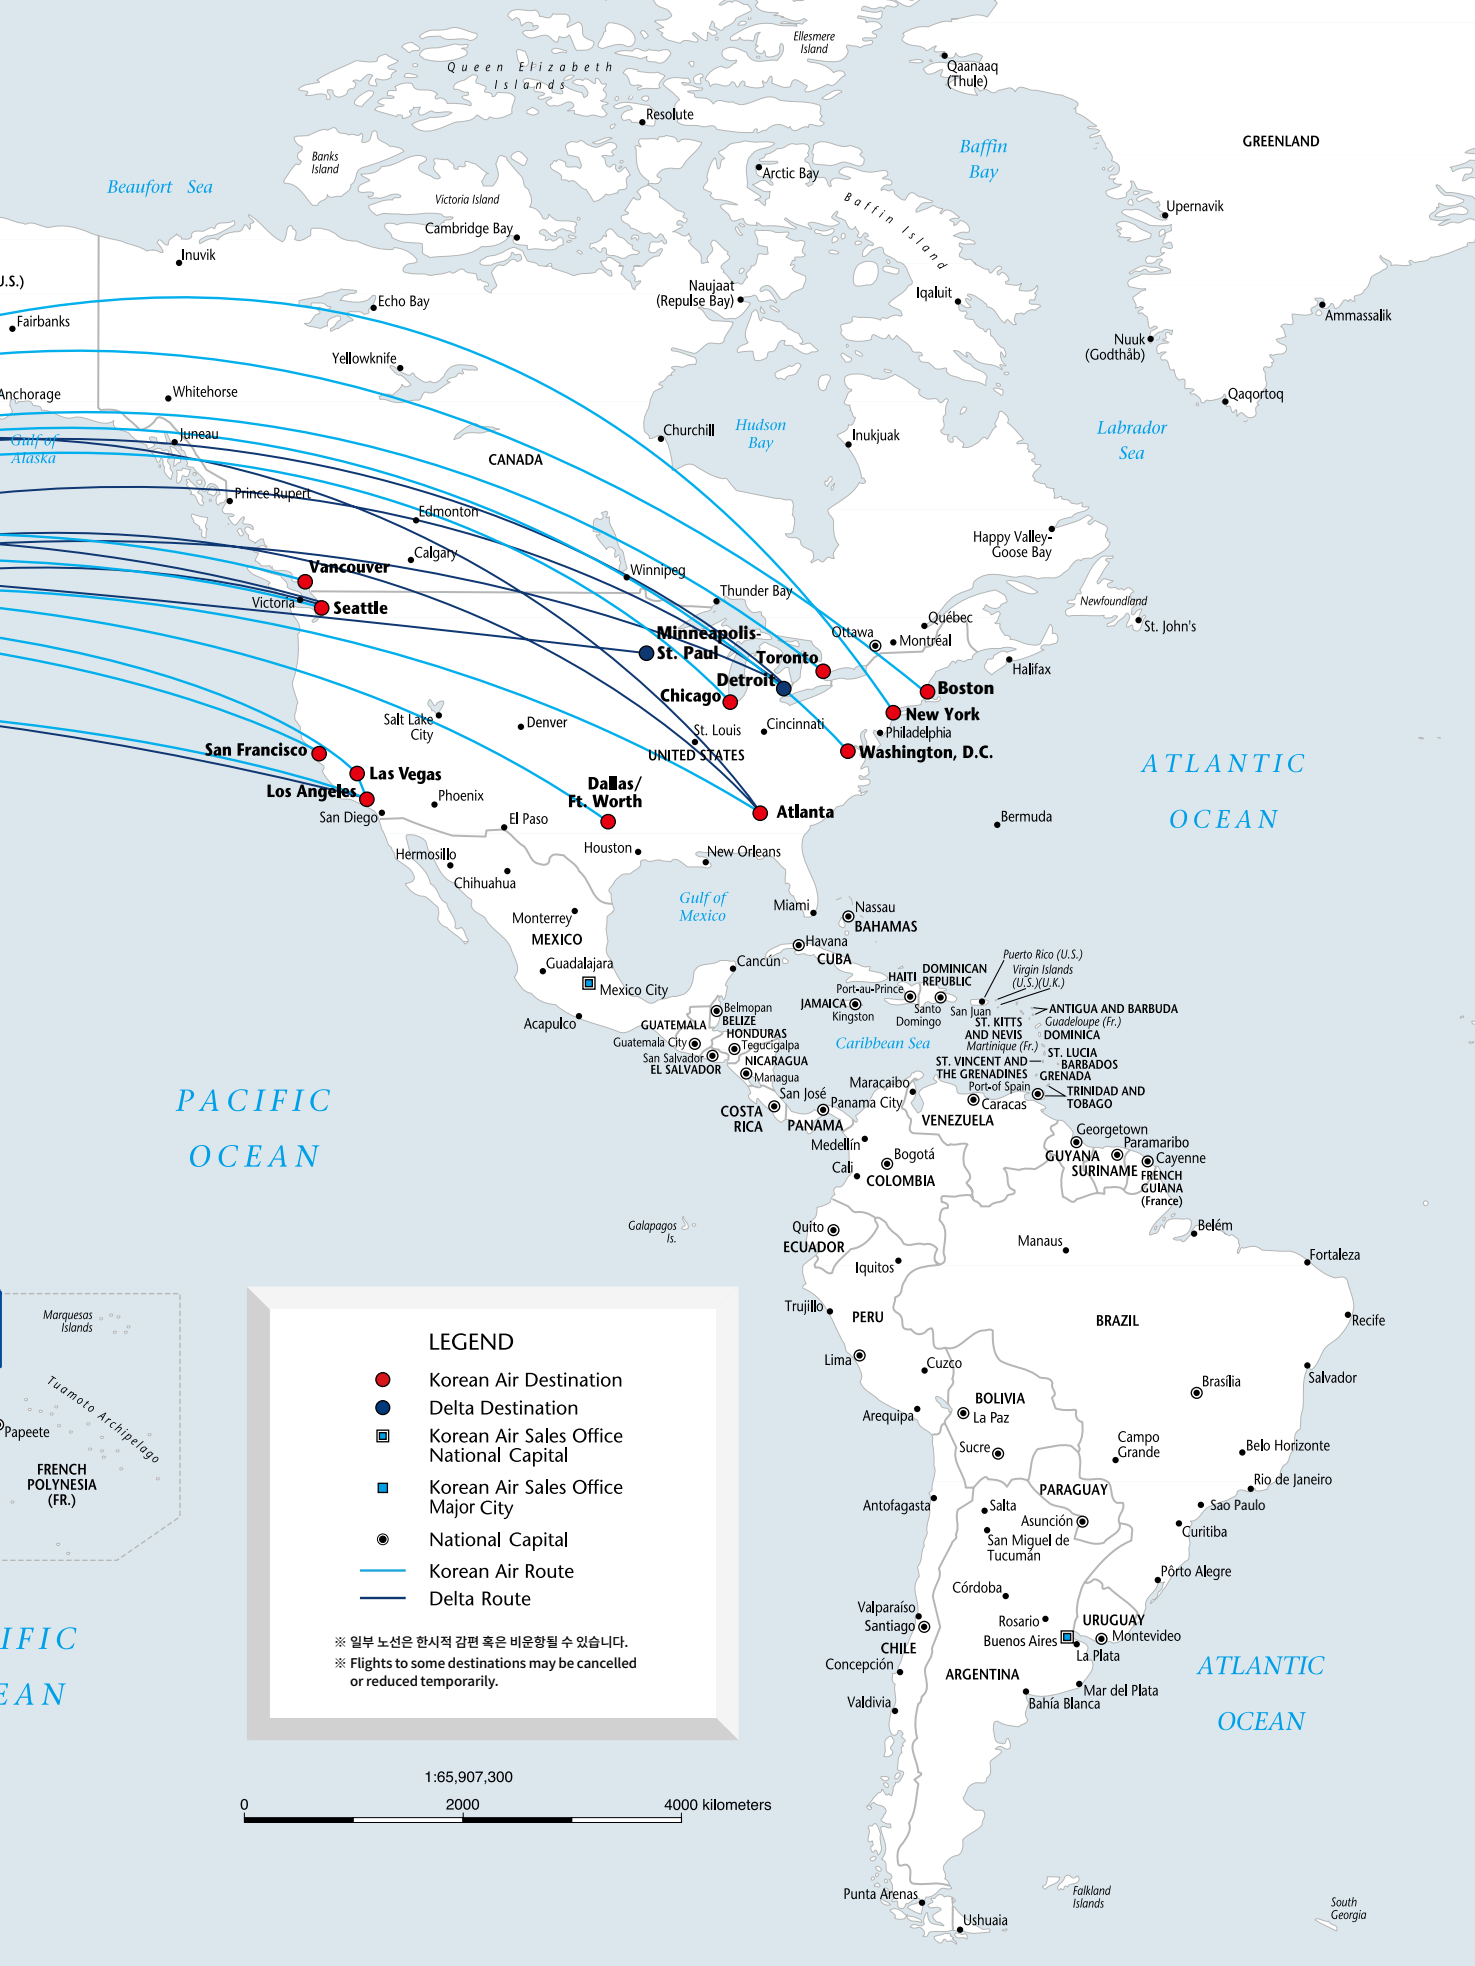 Ellesmere
Island
Queen Elizabeth
Islands
Qaanaaq
(Thule)
Resolute
GREENLAND
Baffin
Bay
Banks
Island
Arctic Bay
Beaufort Sea
Victoria Island
Baffin Island
Upernavik
Cambridge Bay
Inuvik
U.S.)
Naujaat
(Repulse Bay)
Iqaluit
Echo Bay
Fairbanks
Ammassalik
Nuuk
(Godthåb)
Yellowknife
Anchorage
Whitehorse
Qaqortoq
Gulf of
Alaska
Juneau
Churchill
Hudson
Bay
Inukjuak
Labrador
Sea
CANADA
Prince Rupert
Edmonton
Calgary
Happy Valley-
Goose Bay
Vancouver
Winnipeg
Victoria
Seattle
Thunder Bay
Newfoundland
St. John's
Québec
Ottawa
Montréal
Minneapolis-
St. Paul
Toronto
Halifax
Detroit
Chicago
Boston
New York
Salt Lake
City
Denver
St. Louis
Cincinnati
Philadelphia
San Francisco
UNITED STATES
Washington, D.C.
ATLANTIC
OCEAN
Las Vegas
Los Angeles
Phoenix
Dallas/
Ft. Worth
Atlanta
San Diego
El Paso
Bermuda
Hermosillo
Houston
New Orleans
Chihuahua
Gulf of
Mexico
Miami
Nassau
BAHAMAS
Monterrey
MEXICO
Havana
CUBA
Guadalajara
Cancún
Mexico City
HAITI
DOMINICAN
REPUBLIC
Puerto Rico (U.S.)
Virgin Islands
(U.S.)(U.K.)
Port-au-Prince
JAMAICA
Kingston
Santo
Domingo
San Juan
ANTIGUA AND BARBUDA
Acapulco
Belmopan
BELIZE
GUATEMALA
HONDURAS
Guatemala City
Tegucigalpa
San Salvador
EL SALVADOR
NICARAGUA
Managua
Caribbean Sea
ST. KITTS
AND NEVIS
Guadeloupe (Fr.)
DOMINICA
Martinique (Fr.)
ST. LUCIA
ST. VINCENT AND
THE GRENADINES
BARBADOS
GRENADA
Port-of Spain
TRINIDAD AND
TOBAGO
PACIFIC
OCEAN
San José
COSTA
RICA
Panama City
PANAMA
Maracaibo
Caracas
VENEZUELA
Medellín
Georgetown
Paramaribo
GUYANA
SURINAME
Cayenne
FRENCH
GUIANA
(France)
Bogotá
Cali
COLOMBIA
Galapagos
Is.
Quito
ECUADOR
Belém
Manaus
Iquitos
Fortaleza
Trujillo
PERU
BRAZIL
Recife
Lima
Cuzco
Brasília
Salvador
BOLIVIA
La Paz
Arequipa
Sucre
Campo
Grande
Belo Horizonte
PARAGUAY
Rio de Janeiro
Antofagasta
Salta
Asunción
Sao Paulo
San Miguel de
Tucumán
Curitiba
Córdoba
Pôrto Alegre
Valparaíso
Santiago
Rosario
URUGUAY
Buenos Aires
Montevideo
CHILE
La Plata
Concepción
ARGENTINA
Mar del Plata
Valdivia
Bahía Blanca
ATLANTIC
OCEAN
Marquesas
Islands
Tuamoto Archipelago
Papeete
FRENCH
POLYNESIA
(FR.)
IFIC
EAN
LEGEND
Korean Air Destination
Delta Destination
Korean Air Sales Office
National Capital
Korean Air Sales Office
Major City
National Capital
Korean Air Route
Delta Route
※ 일부 노선은 한시적 감편 혹은 비운항될 수 있습니다.
※ Flights to some destinations may be cancelled
or reduced temporarily.
1:65,907,300
0 2000 4000 kilometers
Punta Arenas
Falkland
Islands
South
Georgia
Ushuaia